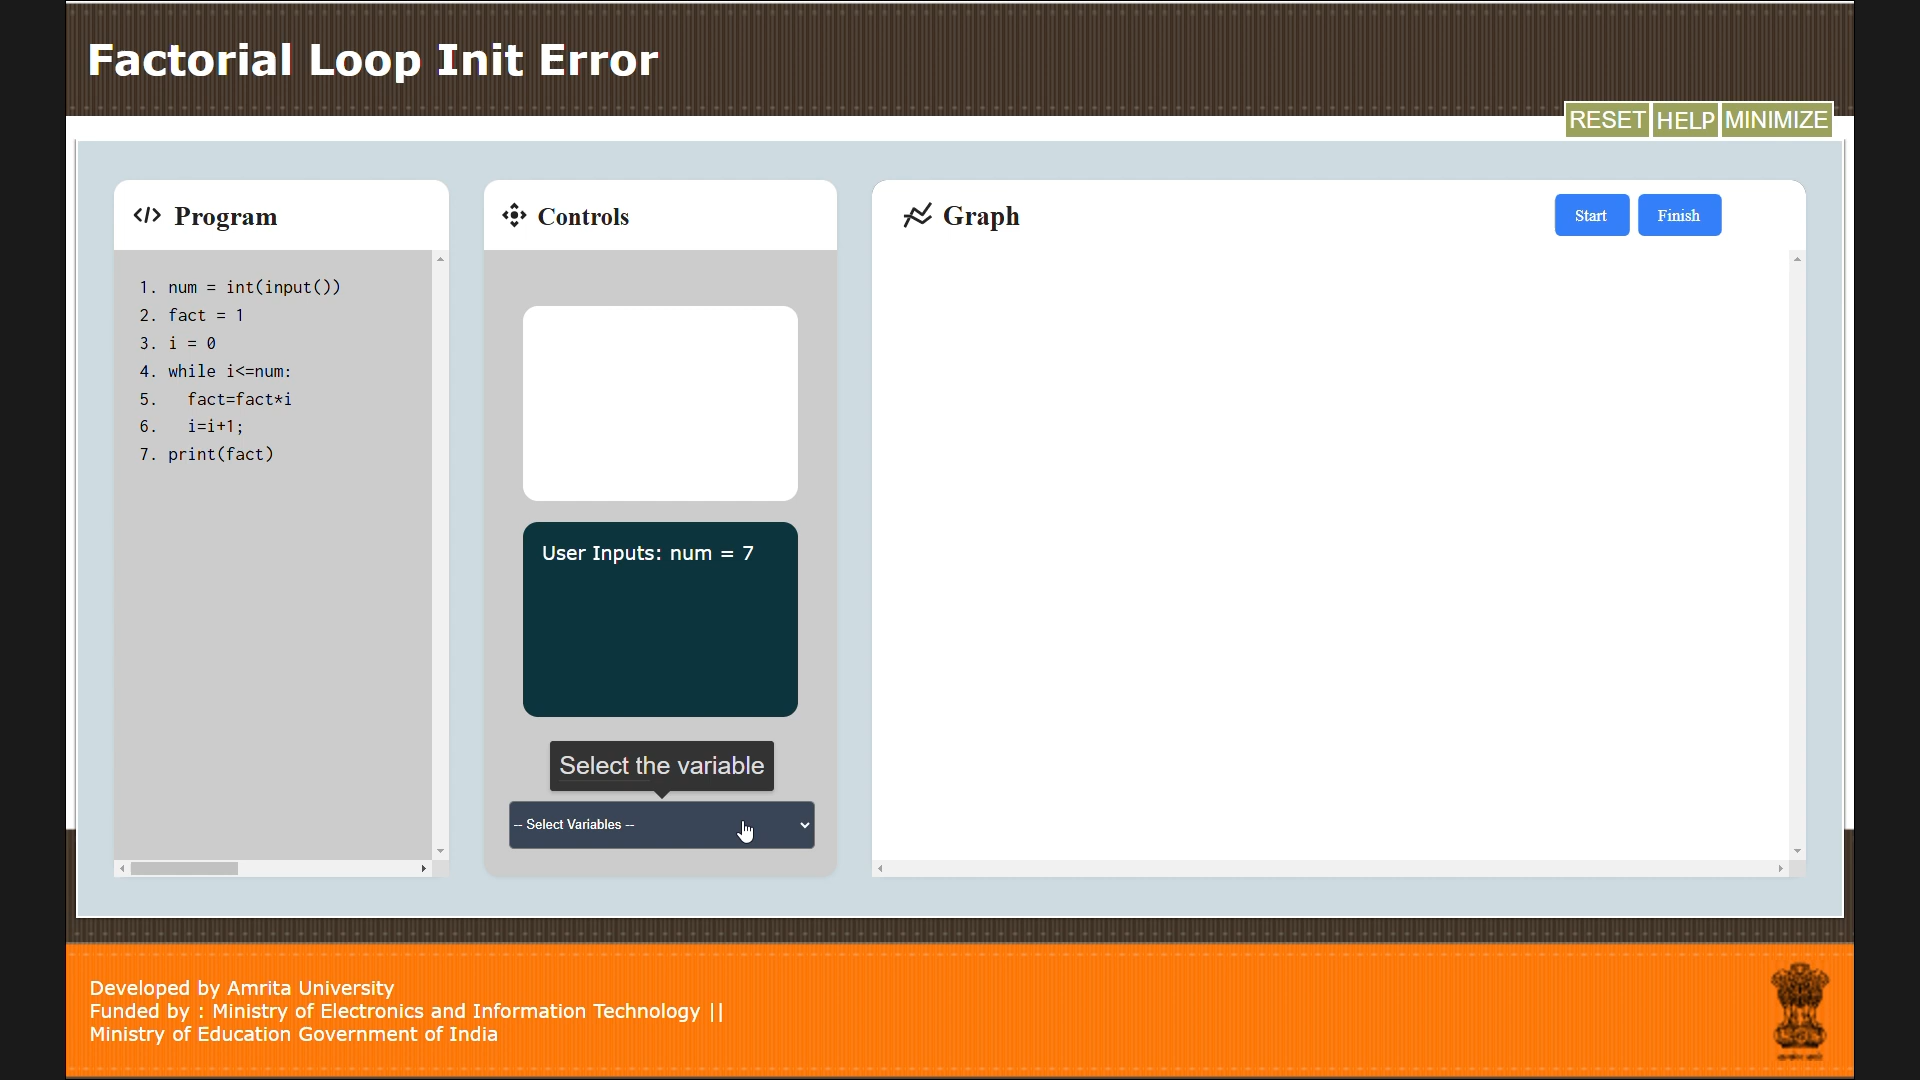 Factorial Loop Init Error
RESET HELP MINIMIZE
</> Program
1. num = int(input())
2. fact = 1
3. i = 0
4. while i<=num:
5. fact=fact*i
6. i=i+1;
7. print(fact)
Controls
User Inputs: num = 7
Select the variable
-- Select Variables --
Graph
Start
Finish
Developed by Amrita University
Funded by : Ministry of Electronics and Information Technology ||
Ministry of Education Government of India